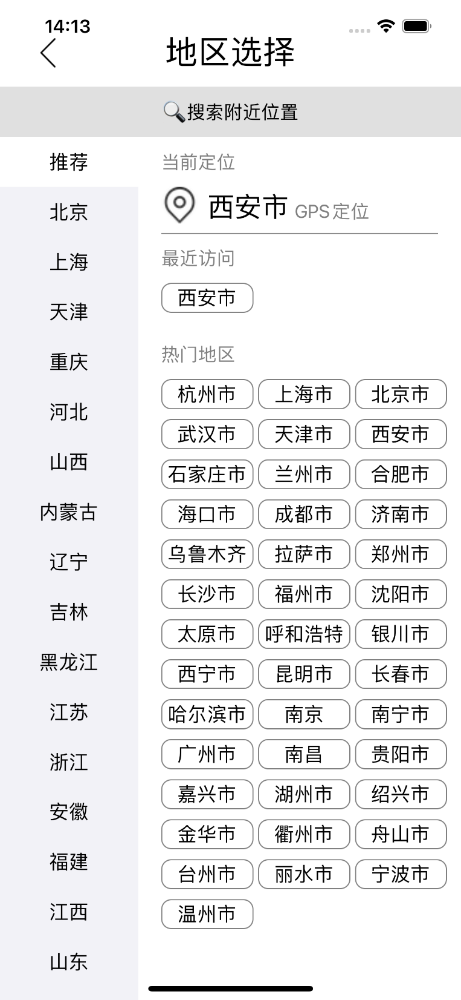 14:13
地区选择
搜索附近位置
推荐
北京
上海
天津
重庆
河北
山西
内蒙古
辽宁
吉林
黑龙江
江苏
浙江
安徽
福建
江西
山东
当前定位
西安市 GPS定位
最近访问
西安市
热门地区
杭州市 上海市 北京市
武汉市 天津市 西安市
石家庄市 兰州市 合肥市
海口市 成都市 济南市
乌鲁木齐 拉萨市 郑州市
长沙市 福州市 沈阳市
太原市 呼和浩特 银川市
西宁市 昆明市 长春市
哈尔滨市 南京 南宁市
广州市 南昌 贵阳市
嘉兴市 湖州市 绍兴市
金华市 衢州市 舟山市
台州市 丽水市 宁波市
温州市